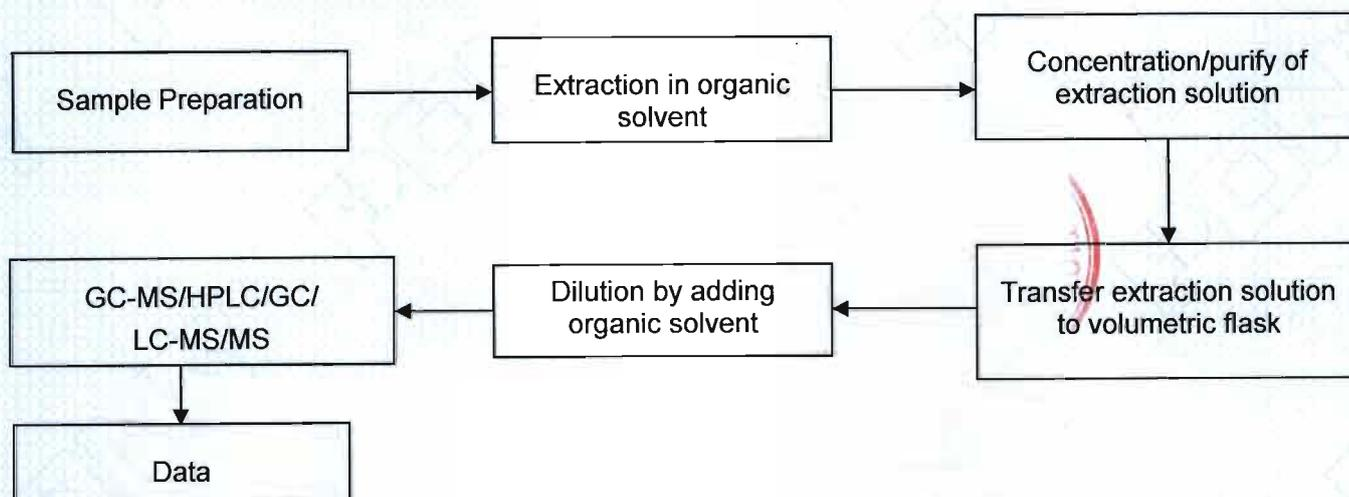 Sample Preparation
Extraction in organic
solvent
Concentration/purify of
extraction solution
Transfer extraction solution
to volumetric flask
Dilution by adding
organic solvent
GC-MS/HPLC/GC/
LC-MS/MS
Data